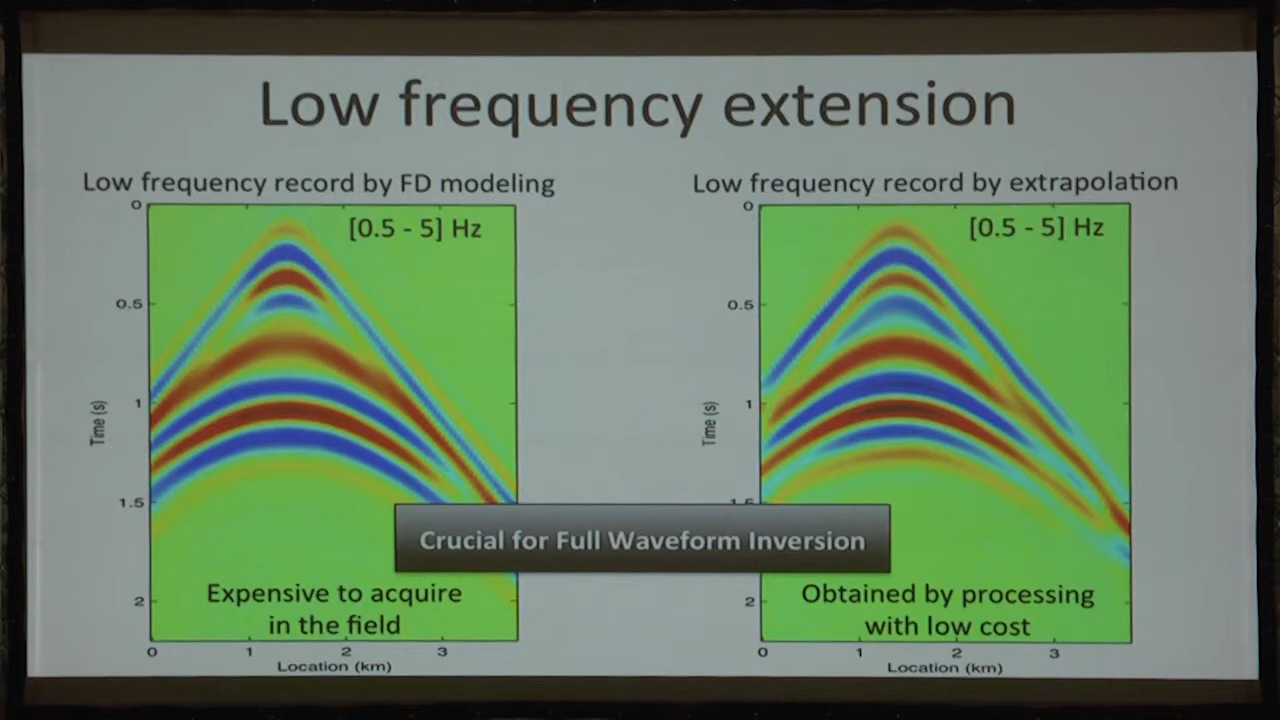 Low frequency extension
Low frequency record by FD modeling
0
[0.5 - 5] Hz
0.5
1
Time (s)
1.5
2
Expensive to acquire
in the field
0
1
2
3
Location (km)
Low frequency record by extrapolation
0
[0.5 - 5] Hz
0.5
1
Time (s)
2
Obtained by processing
with low cost
0
1
2
3
Location (km)
Crucial for Full Waveform Inversion